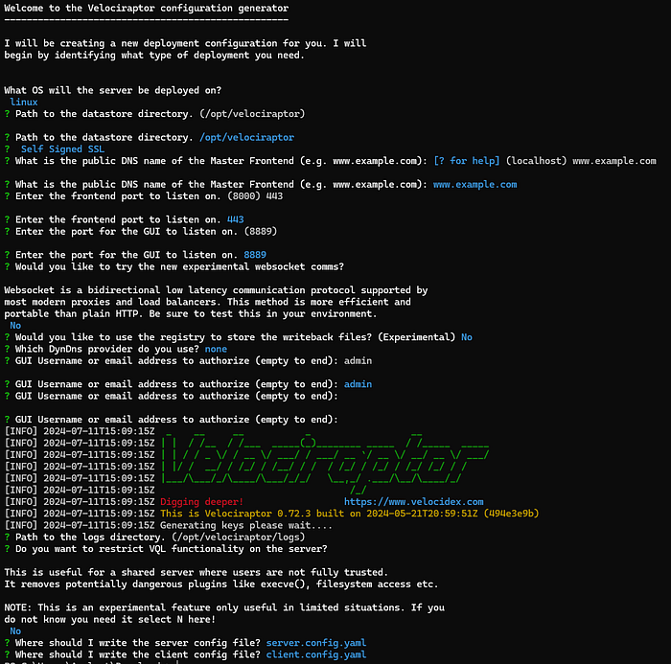 Welcome to the Velociraptor configuration generator
---------------------------------------------------
I will be creating a new deployment configuration for you. I will
begin by identifying what type of deployment you need.
What OS will the server be deployed on?
linux
? Path to the datastore directory. (/opt/velociraptor)
? Path to the datastore directory. /opt/velociraptor
?  Self Signed SSL
? What is the public DNS name of the Master Frontend (e.g. www.example.com): [? for help] (localhost) www.example.com
? What is the public DNS name of the Master Frontend (e.g. www.example.com): www.example.com
? Enter the frontend port to listen on. (8000) 443
? Enter the frontend port to listen on. 443
? Enter the port for the GUI to listen on. (8889)
? Enter the port for the GUI to listen on. 8889
? Would you like to try the new experimental websocket comms?
Websocket is a bidirectional low latency communication protocol supported by
most modern proxies and load balancers. This method is more efficient and
portable than plain HTTP. Be sure to test this in your environment.
No
? Would you like to use the registry to store the writeback files? (Experimental) No
? Which DynDns provider do you use? none
? GUI Username or email address to authorize (empty to end): admin
? GUI Username or email address to authorize (empty to end): admin
? GUI Username or email address to authorize (empty to end):
? GUI Username or email address to authorize (empty to end):
[INFO] 2024-07-11T15:09:15Z
[INFO] 2024-07-11T15:09:15Z
[INFO] 2024-07-11T15:09:15Z
[INFO] 2024-07-11T15:09:15Z
[INFO] 2024-07-11T15:09:15Z
[INFO] 2024-07-11T15:09:15Z
[INFO] 2024-07-11T15:09:15Z Digging deeper! https://www.velocidex.com
[INFO] 2024-07-11T15:09:15Z This is Velociraptor 0.72.3 built on 2024-05-21T20:59:51Z (494e3e9b)
[INFO] 2024-07-11T15:09:15Z Generating keys please wait....
? Path to the logs directory. (/opt/velociraptor/logs)
? Do you want to restrict VQL functionality on the server?
This is useful for a shared server where users are not fully trusted.
It removes potentially dangerous plugins like execve(), filesystem access etc.
NOTE: This is an experimental feature only useful in limited situations. If you
do not know you need it select N here!
No
? Where should I write the server config file? server.config.yaml
? Where should I write the client config file? client.config.yaml